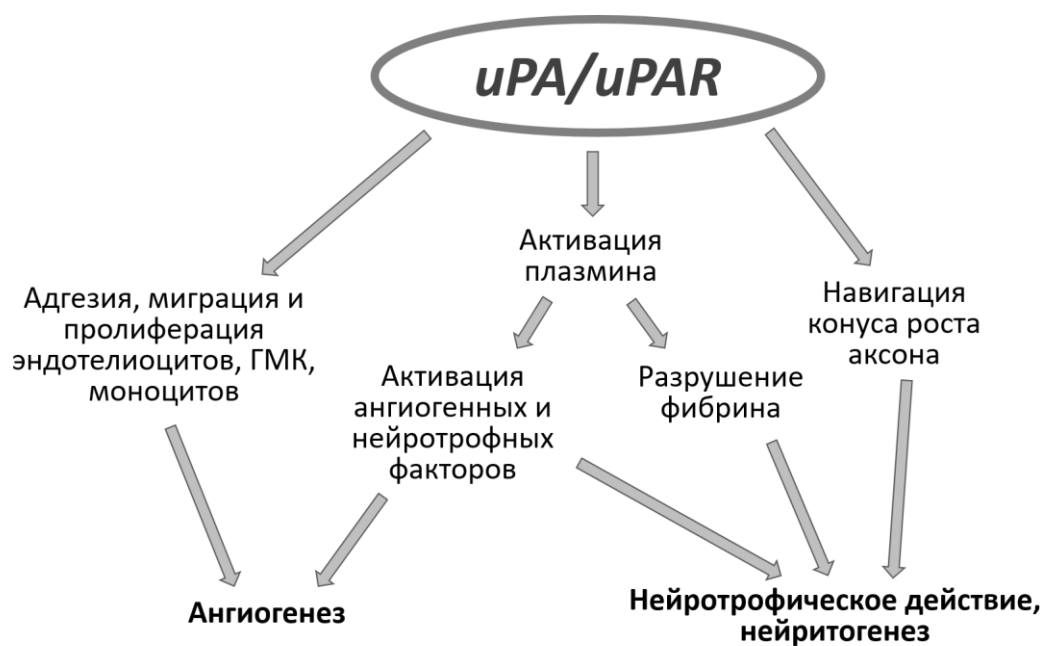 uPA/uPAR
Активация
плазмина
Адгезия, миграция и
пролиферация
эндотелиоцитов, ГМК,
моноцитов
Навигация
конуса роста
аксона
Активация
ангиогенных и
нейротрофных
факторов
Разрушение
фибрина
Ангиогенез
Нейротрофическое действие,
нейритогенез